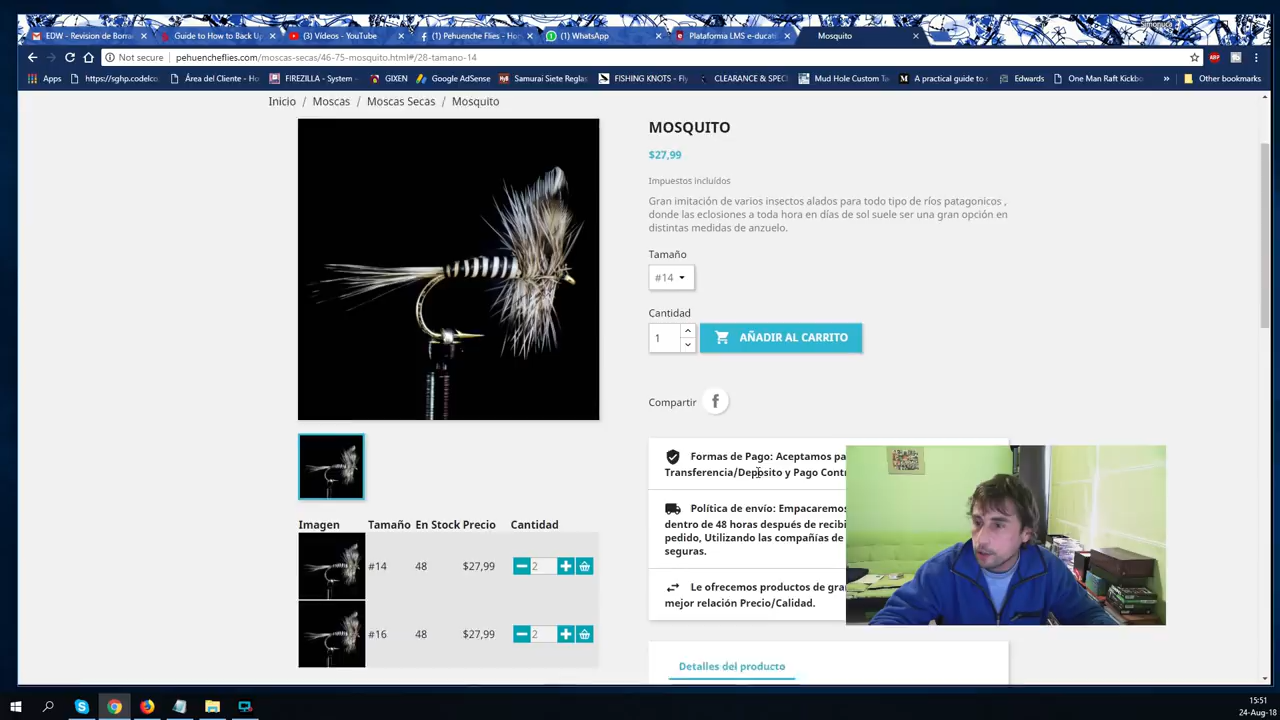 Simonuca
EDW - Revision de Borra
Guide to How to Back Up
(3) Vídeos - YouTube
(1) Pehuenche Flies - Ho
(1) WhatsApp
Plataforma LMS e-ducati
Mosquito
Not secure
pehuencheflies.com/moscas-secas/46-75-mosquito.html#/28-tamano-14
Apps
https://sghp.codelco
Área del Cliente - Ho
FIREZILLA - System -
GIXEN
Google AdSense
Samurai Siete Reglas
FISHING KNOTS - Fly
CLEARANCE & SPEC
Mud Hole Custom Ta
A practical guide to c
Edwards
One Man Raft Kickbo
»
Other bookmarks
Inicio / Moscas / Moscas Secas / Mosquito
MOSQUITO
$27,99
Impuestos incluídos
Gran imitación de varios insectos alados para todo tipo de ríos patagonicos ,
donde las eclosiones a toda hora en días de sol suele ser una gran opción en
distintas medidas de anzuelo.
Tamaño
#14
Cantidad
1
AÑADIR AL CARRITO
Compartir
Formas de Pago: Aceptamos pa
Transferencia/Deposito y Pago Contr
Política de envío: Empacaremos
dentro de 48 horas después de recibi
pedido, Utilizando las compañías de
seguras.
Le ofrecemos productos de gra
mejor relación Precio/Calidad.
Detalles del producto
Imagen Tamaño En Stock Precio Cantidad
#14 48 $27,99 2
#16 48 $27,99 2
15:51
24-Aug-18